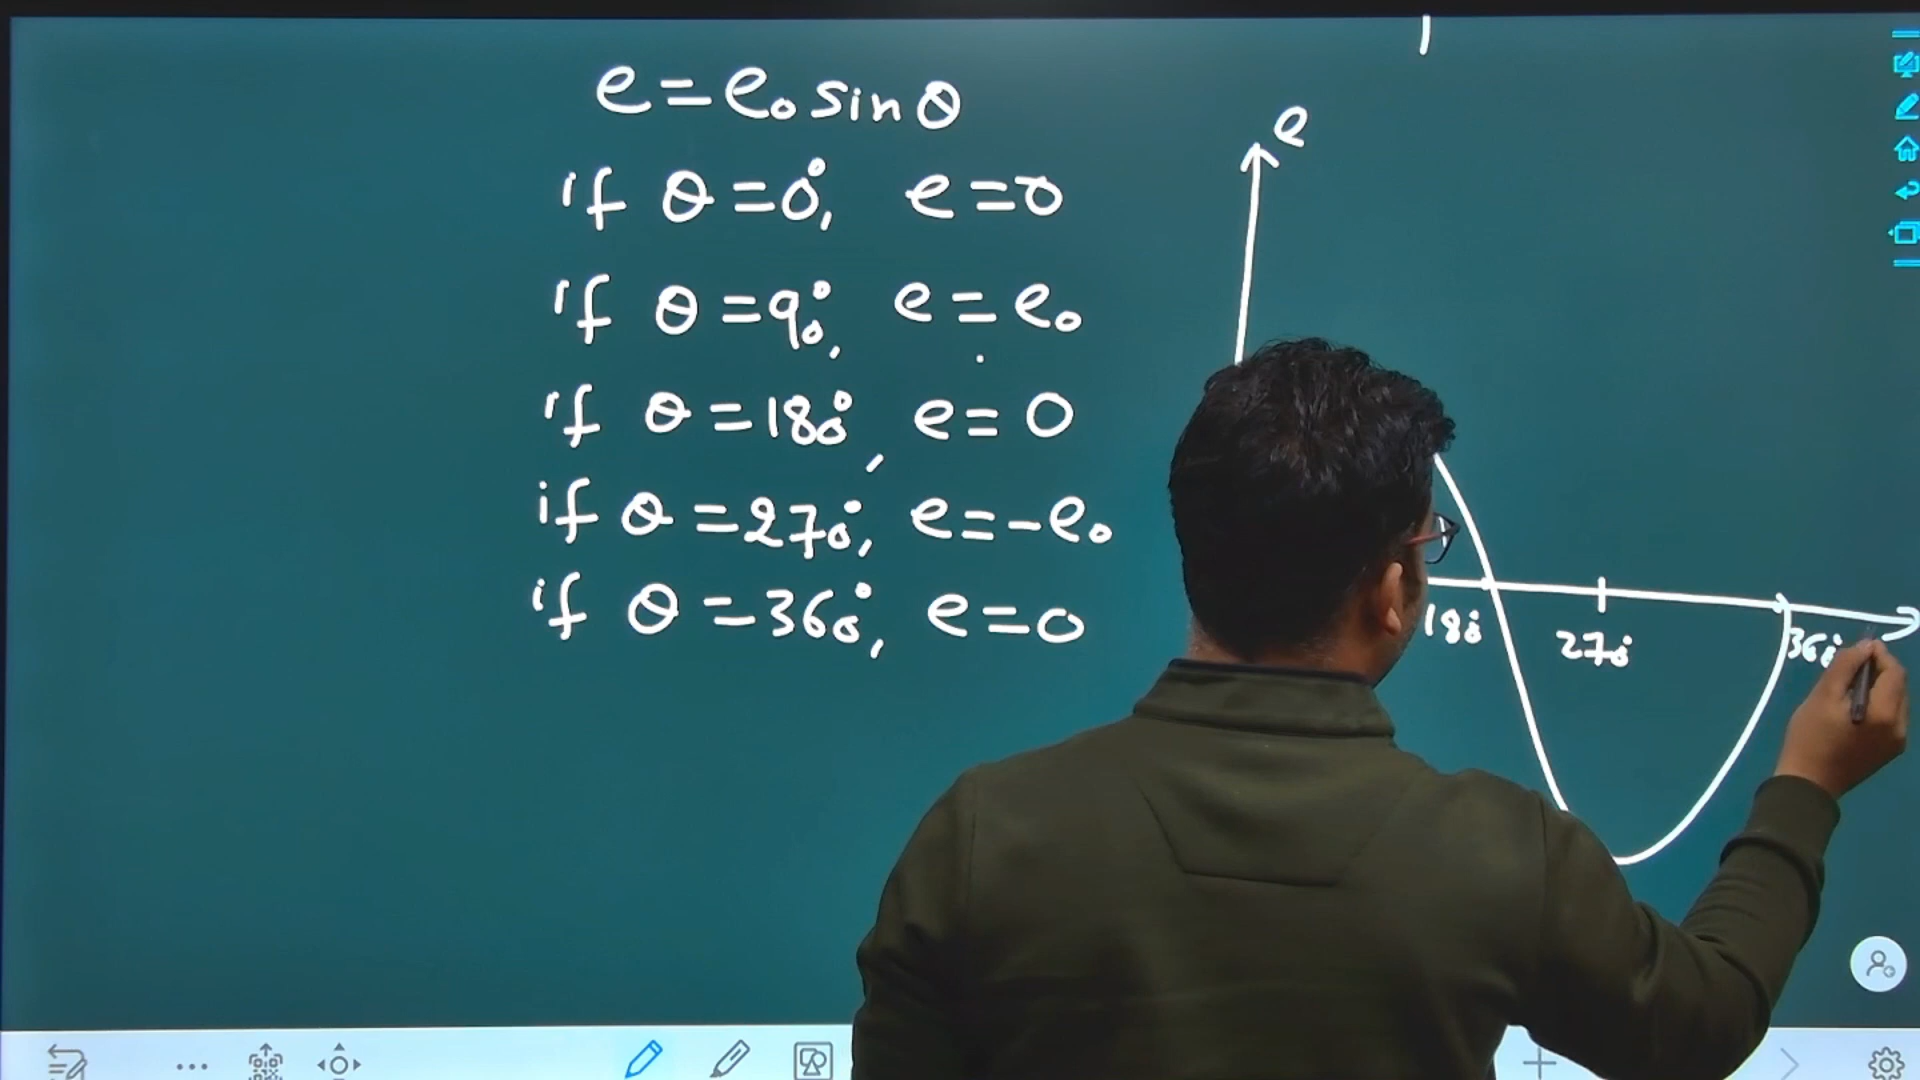 e = e₀ sin θ
if θ = 0°, e = 0
if θ = 90°, e = e₀
if θ = 180°, e = 0
if θ = 270°, e = -e₀
if θ = 360°, e = 0
e
180° 270° 360°